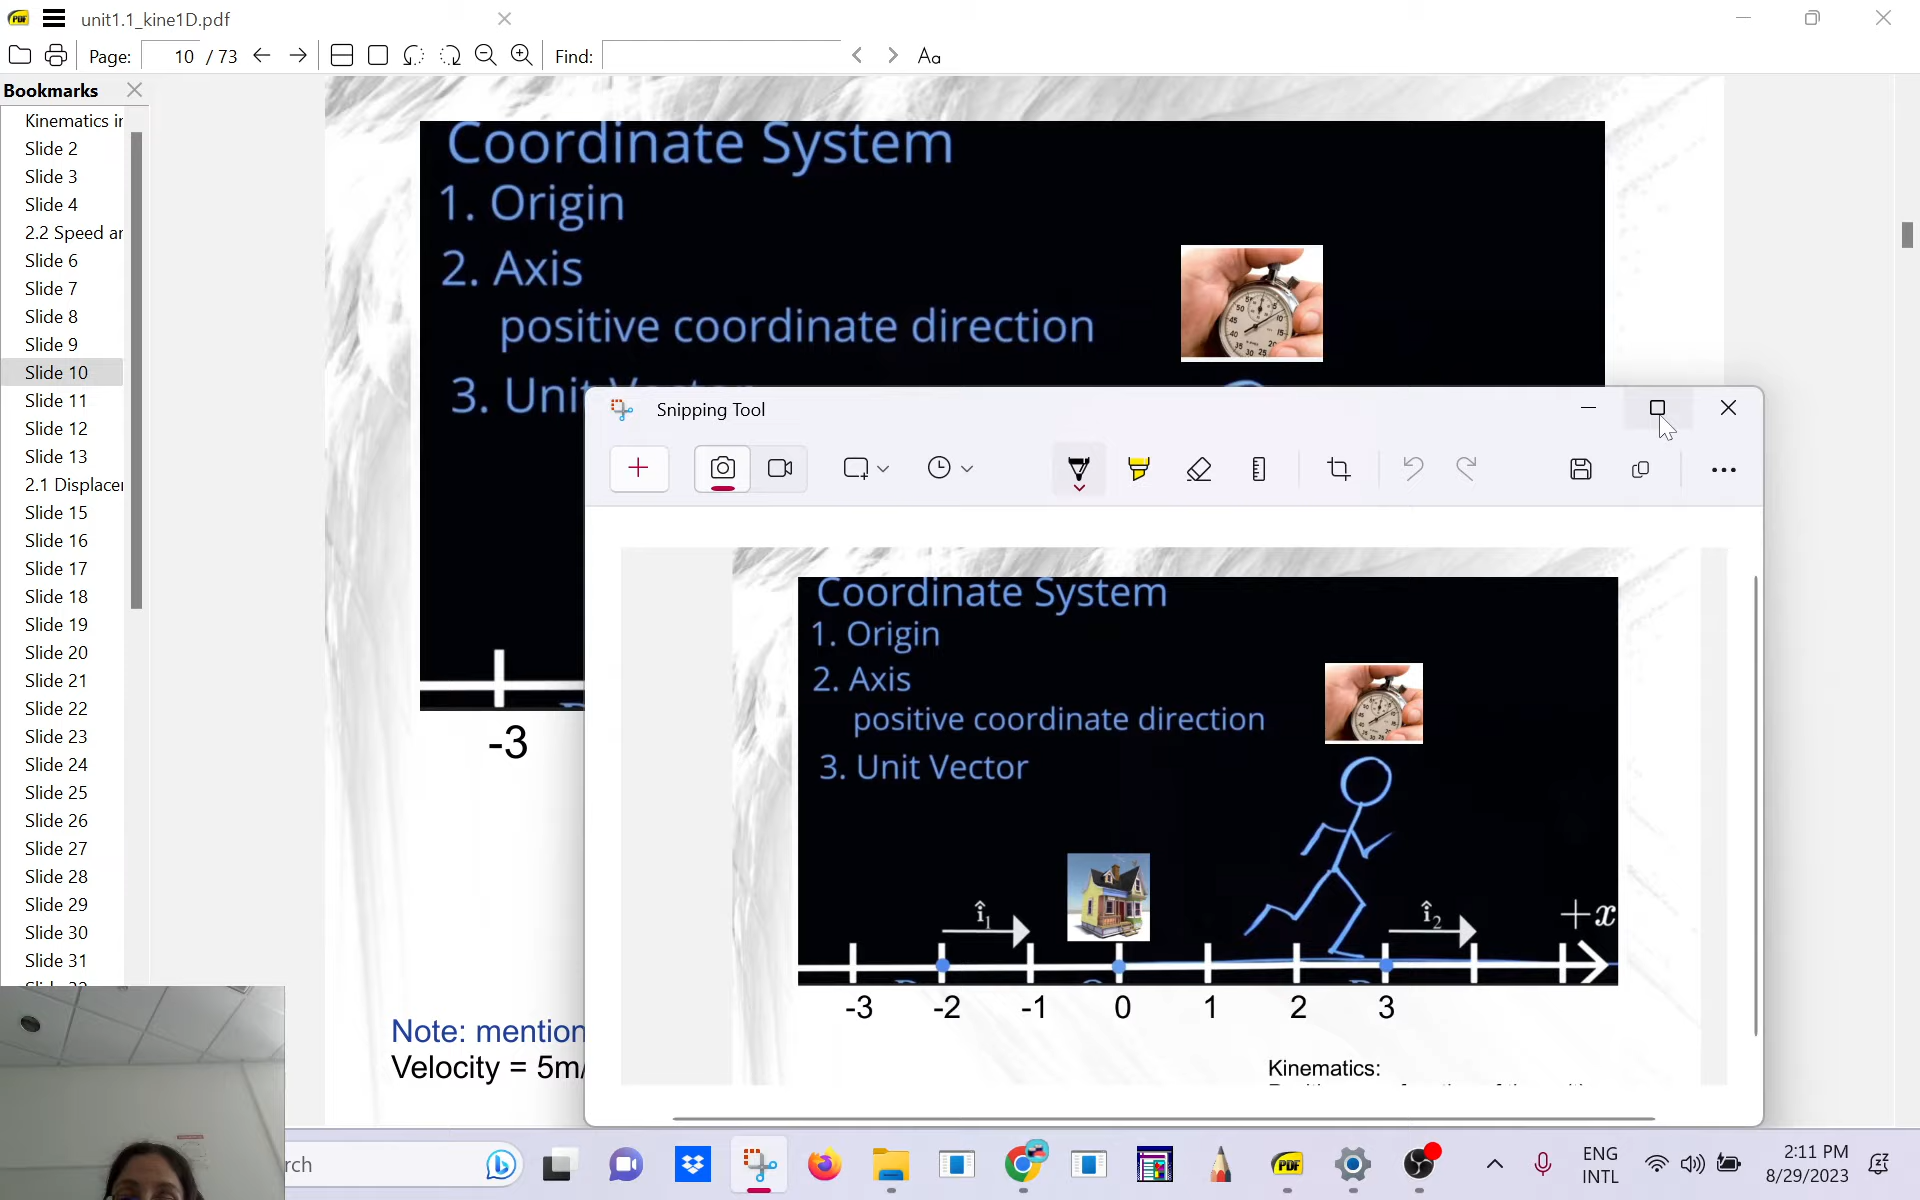 unit1.1_kine1D.pdf
Page: 10 / 73
Find:
Aa
Bookmarks
Kinematics in
Slide 2
Slide 3
Slide 4
2.2 Speed ar
Slide 6
Slide 7
Slide 8
Slide 9
Slide 10
Slide 11
Slide 12
Slide 13
2.1 Displacer
Slide 15
Slide 16
Slide 17
Slide 18
Slide 19
Slide 20
Slide 21
Slide 22
Slide 23
Slide 24
Slide 25
Slide 26
Slide 27
Slide 28
Slide 29
Slide 30
Slide 31
Coordinate System
1. Origin
2. Axis
positive coordinate direction
3. Unit Vector
-3
Note: mention
Velocity = 5m/
Snipping Tool
Coordinate System
1. Origin
2. Axis
positive coordinate direction
3. Unit Vector
î₁
î₂
+x
-3 -2 -1 0 1 2 3
Kinematics:
rch
PDF
ENG
INTL
2:11 PM
8/29/2023